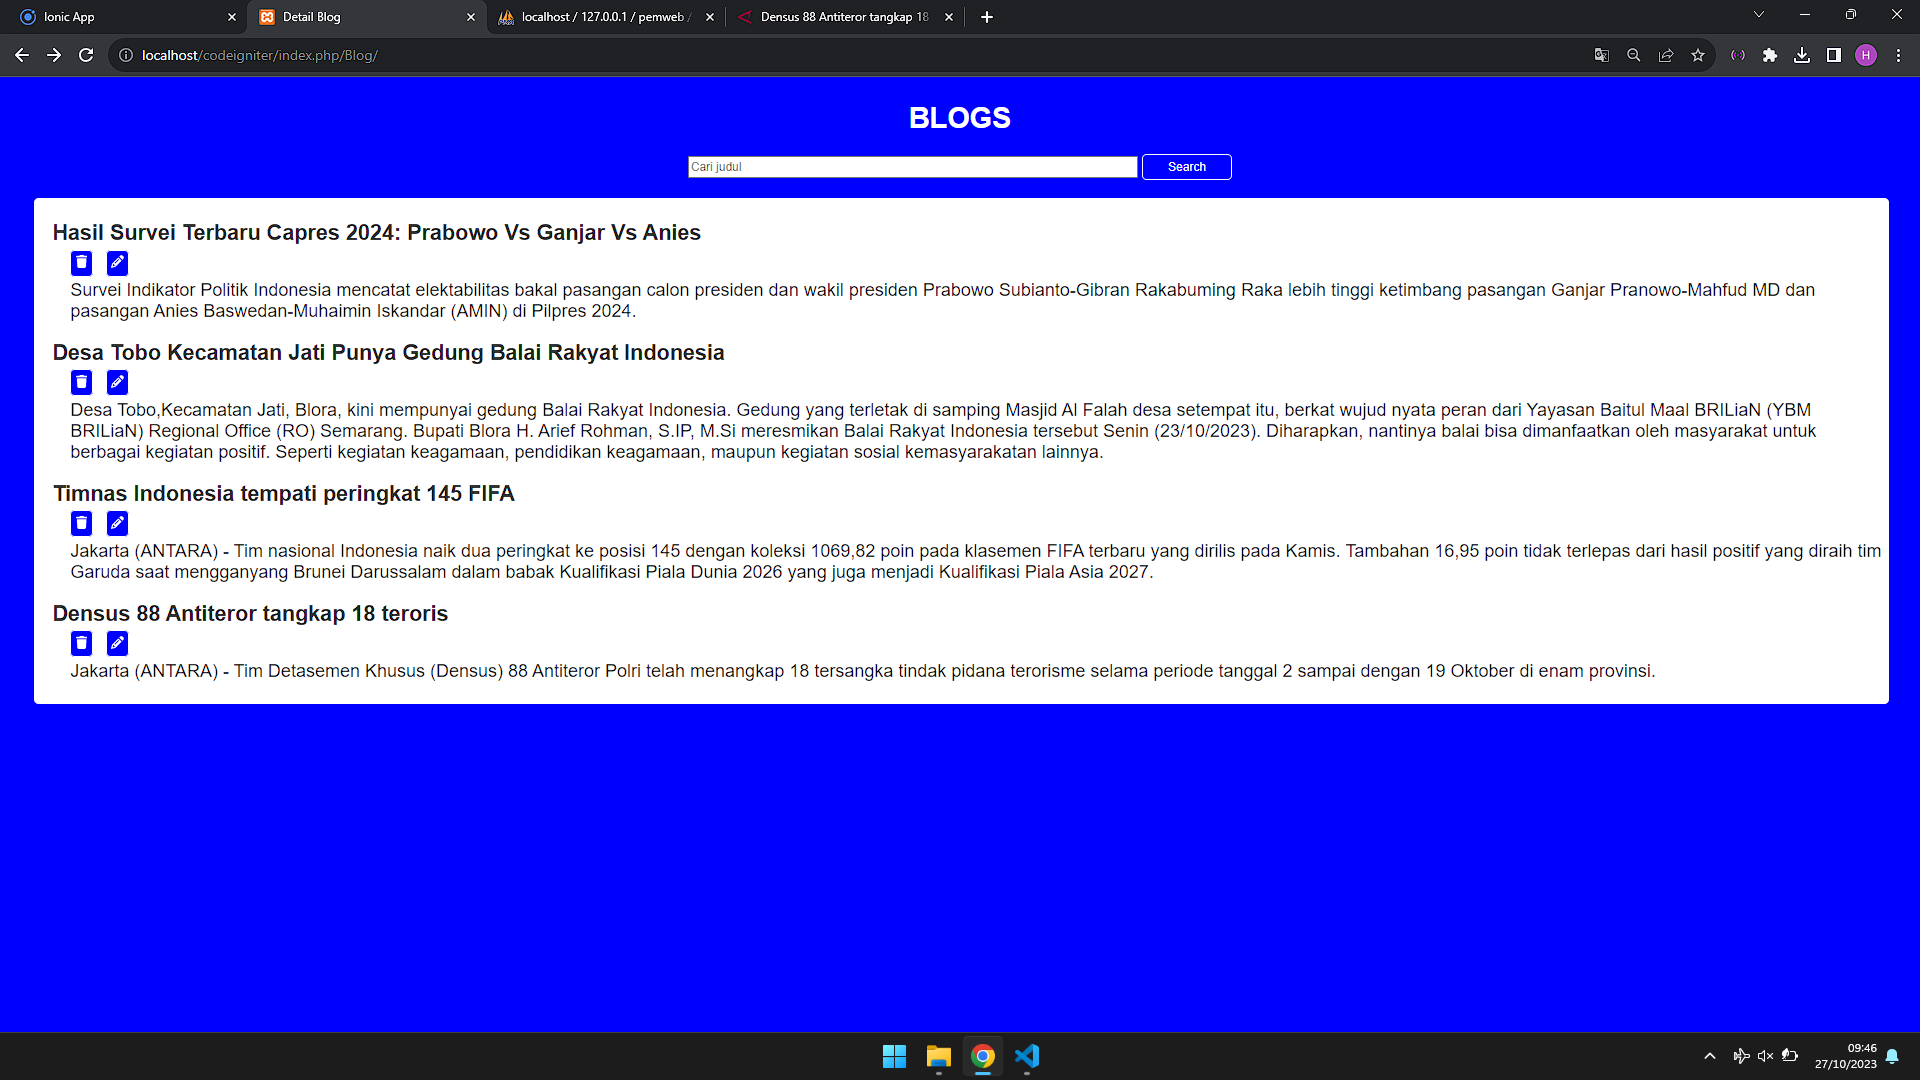 Ionic App
Detail Blog
localhost / 127.0.0.1 / pemweb /
Densus 88 Antiteror tangkap 18
localhost/codeigniter/index.php/Blog/
H
BLOGS
Cari judul
Search
Hasil Survei Terbaru Capres 2024: Prabowo Vs Ganjar Vs Anies
Survei Indikator Politik Indonesia mencatat elektabilitas bakal pasangan calon presiden dan wakil presiden Prabowo Subianto-Gibran Rakabuming Raka lebih tinggi ketimbang pasangan Ganjar Pranowo-Mahfud MD dan
pasangan Anies Baswedan-Muhaimin Iskandar (AMIN) di Pilpres 2024.
Desa Tobo Kecamatan Jati Punya Gedung Balai Rakyat Indonesia
Desa Tobo,Kecamatan Jati, Blora, kini mempunyai gedung Balai Rakyat Indonesia. Gedung yang terletak di samping Masjid Al Falah desa setempat itu, berkat wujud nyata peran dari Yayasan Baitul Maal BRILiaN (YBM
BRILiaN) Regional Office (RO) Semarang. Bupati Blora H. Arief Rohman, S.IP, M.Si meresmikan Balai Rakyat Indonesia tersebut Senin (23/10/2023). Diharapkan, nantinya balai bisa dimanfaatkan oleh masyarakat untuk
berbagai kegiatan positif. Seperti kegiatan keagamaan, pendidikan keagamaan, maupun kegiatan sosial kemasyarakatan lainnya.
Timnas Indonesia tempati peringkat 145 FIFA
Jakarta (ANTARA) - Tim nasional Indonesia naik dua peringkat ke posisi 145 dengan koleksi 1069,82 poin pada klasemen FIFA terbaru yang dirilis pada Kamis. Tambahan 16,95 poin tidak terlepas dari hasil positif yang diraih tim
Garuda saat mengganyang Brunei Darussalam dalam babak Kualifikasi Piala Dunia 2026 yang juga menjadi Kualifikasi Piala Asia 2027.
Densus 88 Antiteror tangkap 18 teroris
Jakarta (ANTARA) - Tim Detasemen Khusus (Densus) 88 Antiteror Polri telah menangkap 18 tersangka tindak pidana terorisme selama periode tanggal 2 sampai dengan 19 Oktober di enam provinsi.
09:46
27/10/2023